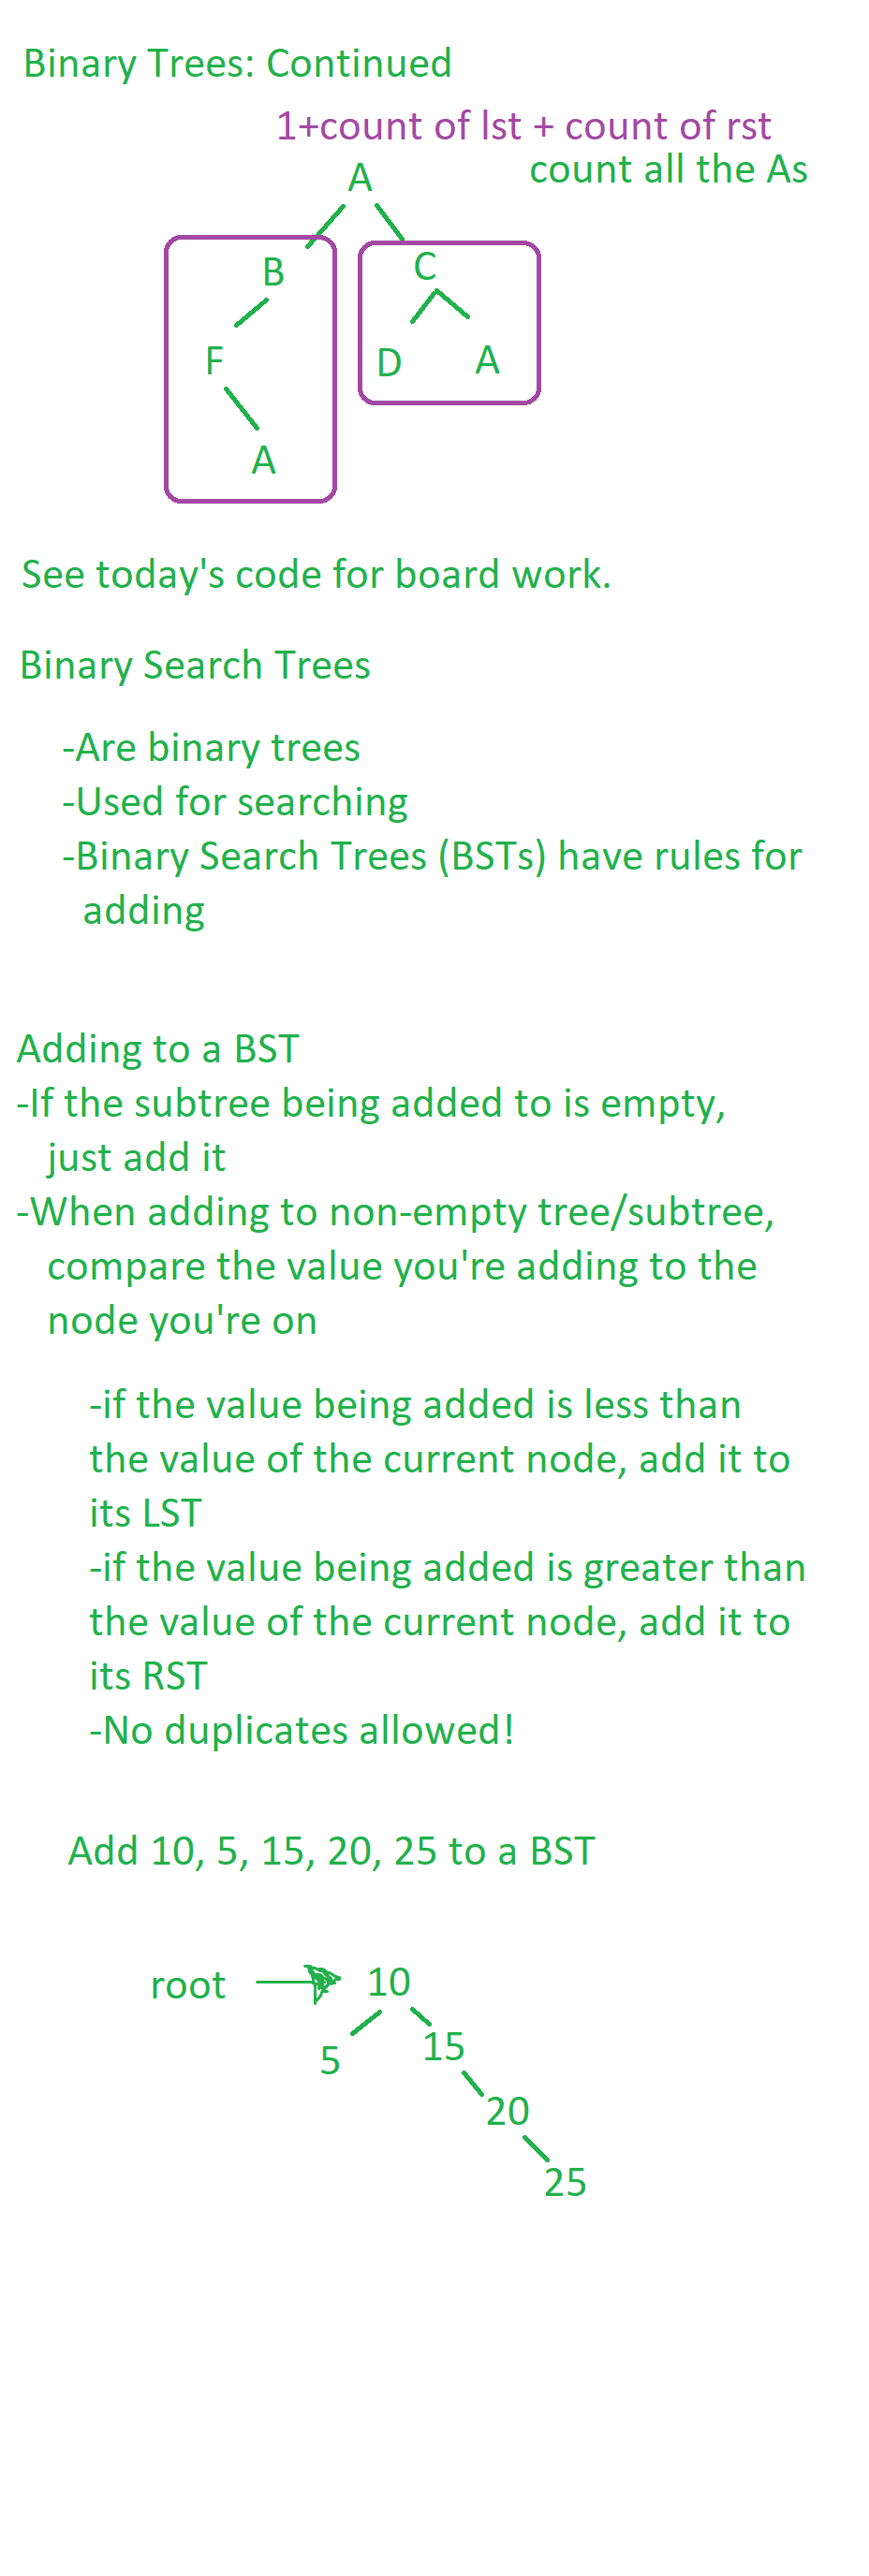 Binary Trees: Continued
1+count of lst + count of rst
count all the As
A
B
C
F
D
A
A
See today's code for board work.
Binary Search Trees
-Are binary trees
-Used for searching
-Binary Search Trees (BSTs) have rules for
adding
Adding to a BST
-If the subtree being added to is empty,
just add it
-When adding to non-empty tree/subtree,
compare the value you're adding to the
node you're on
-if the value being added is less than
the value of the current node, add it to
its LST
-if the value being added is greater than
the value of the current node, add it to
its RST
-No duplicates allowed!
Add 10, 5, 15, 20, 25 to a BST
root
10
5
15
20
25